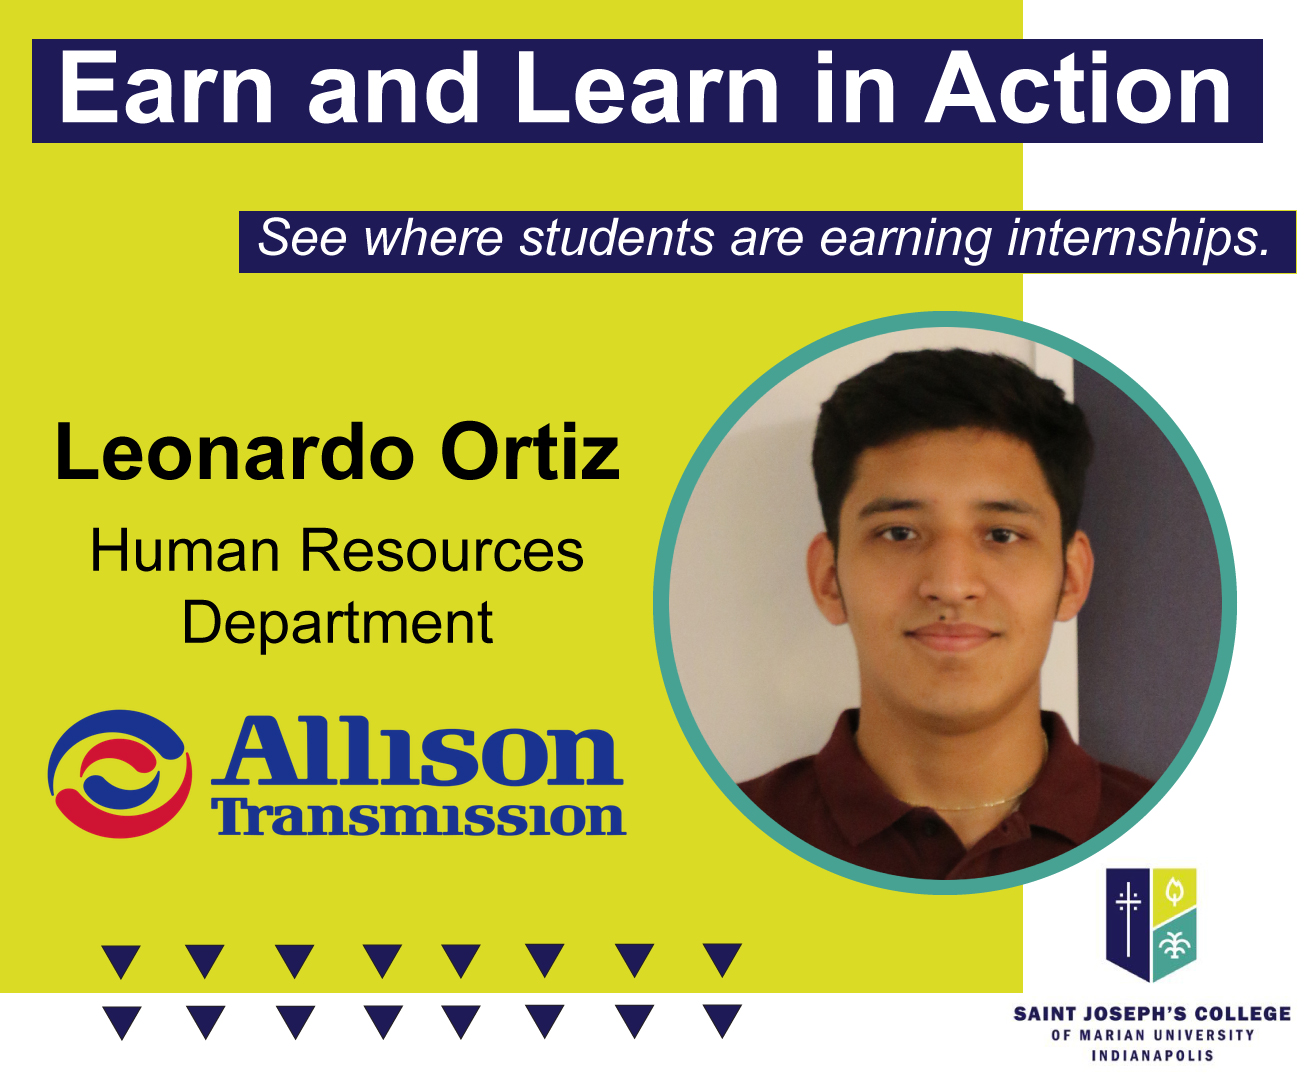 Earn and Learn in Action
See where students are earning internships.
Leonardo Ortiz
Human Resources
Department
Allison
Transmission
SAINT JOSEPH'S COLLEGE
OF MARIAN UNIVERSITY
INDIANAPOLIS